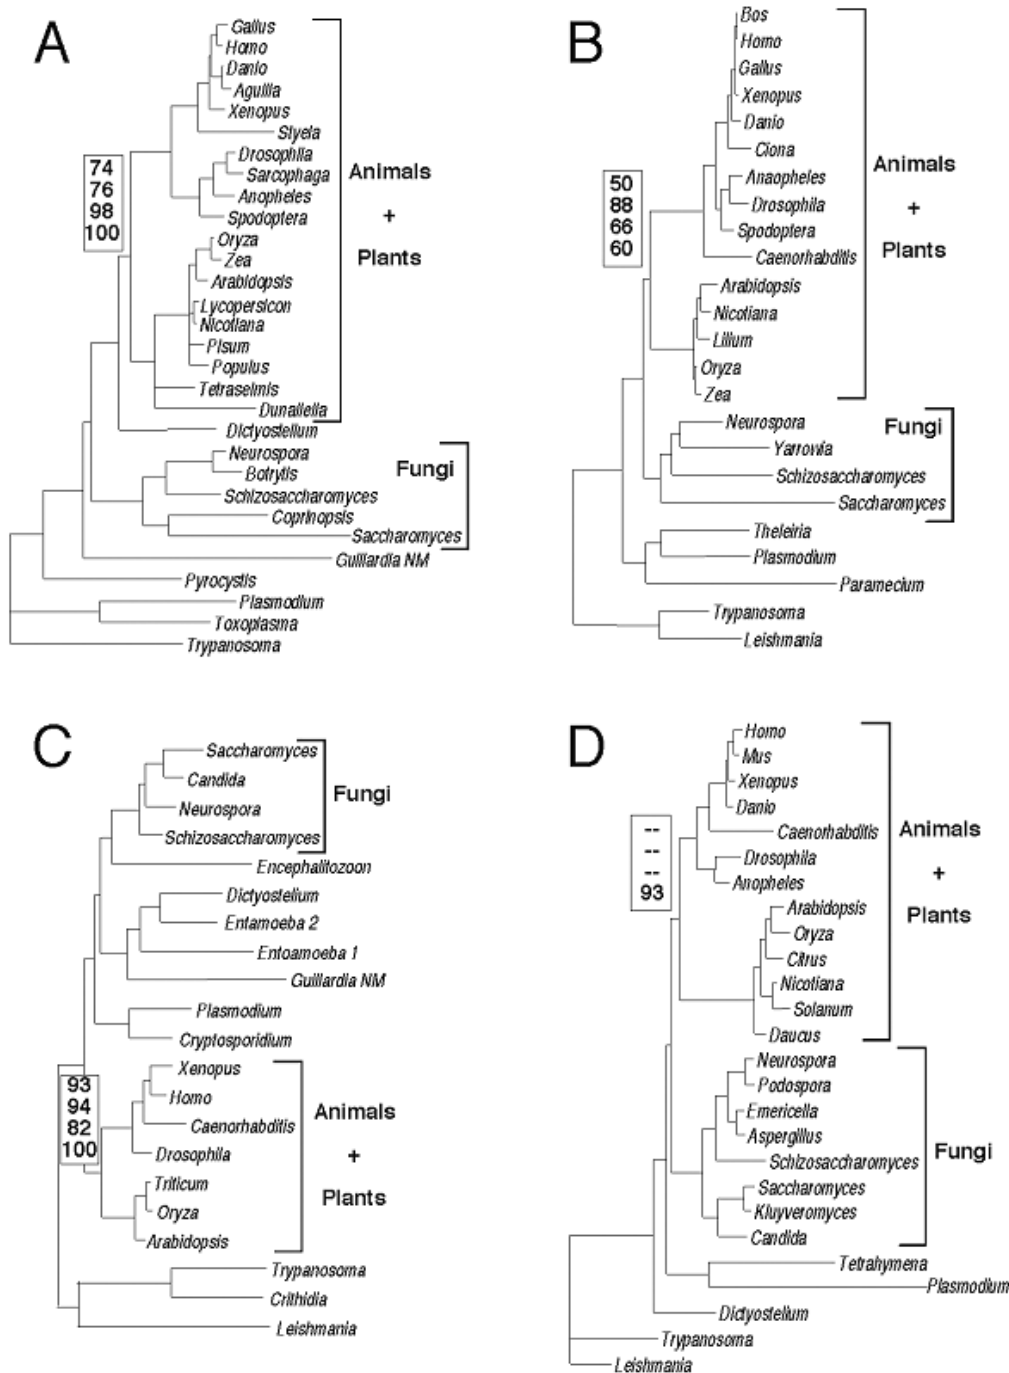 A
Gallus
Homo
Danio
Aguilla
Xenopus
Styela
Drosophila
Sarcophaga
Anopheles
Spodoptera
Oryza
Zea
Arabidopsis
Lycopersicon
Nicotiana
Pisum
Populus
Tetraselmis
Dunaliella
Dictyostelium
Neurospora
Botrytis
Schizosaccharomyces
Coprinopsis
Saccharomyces
Guillardia NM
Pyrocystis
Plasmodium
Toxoplasma
Trypanosoma
74
76
98
100
Animals
+
Plants
Fungi
B
Bos
Homo
Gallus
Xenopus
Danio
Ciona
Anaopheles
Drosophila
Spodoptera
Caenorhabditis
Arabidopsis
Nicotiana
Lilium
Oryza
Zea
Neurospora
Yarrovia
Schizosaccharomyces
Saccharomyces
Theleiria
Plasmodium
Paramecium
Trypanosoma
Leishmania
50
88
66
60
Animals
+
Plants
Fungi
C
Saccharomyces
Candida
Neurospora
Schizosaccharomyces
Encephalitozoon
Dictyostelium
Entamoeba 2
Entoamoeba 1
Guillardia NM
Plasmodium
Cryptosporidium
Xenopus
Homo
Caenorhabditis
Drosophila
Triticum
Oryza
Arabidopsis
Trypanosoma
Crithidia
Leishmania
Fungi
93
94
82
100
Animals
+
Plants
D
Homo
Mus
Xenopus
Danio
Caenorhabditis
Drosophila
Anopheles
Arabidopsis
Oryza
Citrus
Nicotiana
Solanum
Daucus
Neurospora
Podospora
Emericella
Aspergillus
Schizosaccharomyces
Saccharomyces
Kluyveromyces
Candida
Tetrahymena
Plasmodium
Dictyostelium
Trypanosoma
Leishmania
--
--
--
93
Animals
+
Plants
Fungi